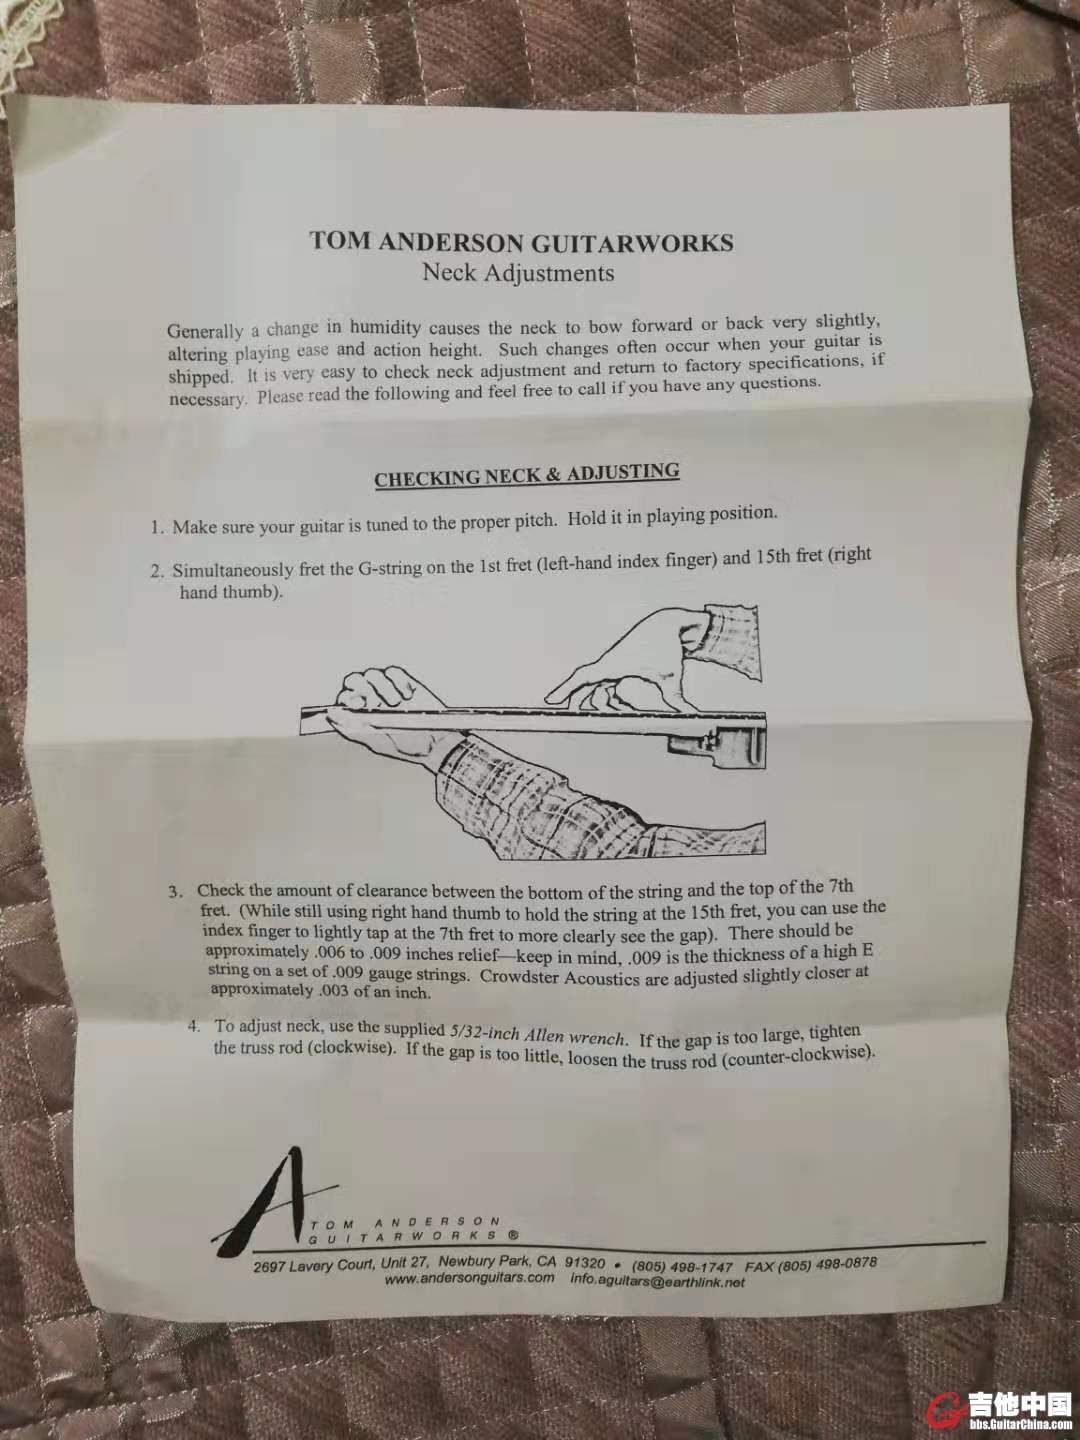 TOM ANDERSON GUITARWORKS
Neck Adjustments
Generally a change in humidity causes the neck to bow forward or back very slightly,
altering playing ease and action height. Such changes often occur when your guitar is
shipped. It is very easy to check neck adjustment and return to factory specifications, if
necessary. Please read the following and feel free to call if you have any questions.
CHECKING NECK & ADJUSTING
1. Make sure your guitar is tuned to the proper pitch. Hold it in playing position.
2. Simultaneously fret the G-string on the 1st fret (left-hand index finger) and 15th fret (right
hand thumb).
3. Check the amount of clearance between the bottom of the string and the top of the 7th
fret. (While still using right hand thumb to hold the string at the 15th fret, you can use the
index finger to lightly tap at the 7th fret to more clearly see the gap). There should be
approximately .006 to .009 inches relief—keep in mind, .009 is the thickness of a high E
string on a set of .009 gauge strings. Crowdster Acoustics are adjusted slightly closer at
approximately .003 of an inch.
4. To adjust neck, use the supplied 5/32-inch Allen wrench. If the gap is too large, tighten
the truss rod (clockwise). If the gap is too little, loosen the truss rod (counter-clockwise).
TOM ANDERSON
GUITARWORKS ®
2697 Lavery Court, Unit 27, Newbury Park, CA 91320 • (805) 498-1747 FAX (805) 498-0878
www.andersonguitars.com info.aguitars@earthlink.net
吉他中国
bbs.GuitarChina.com